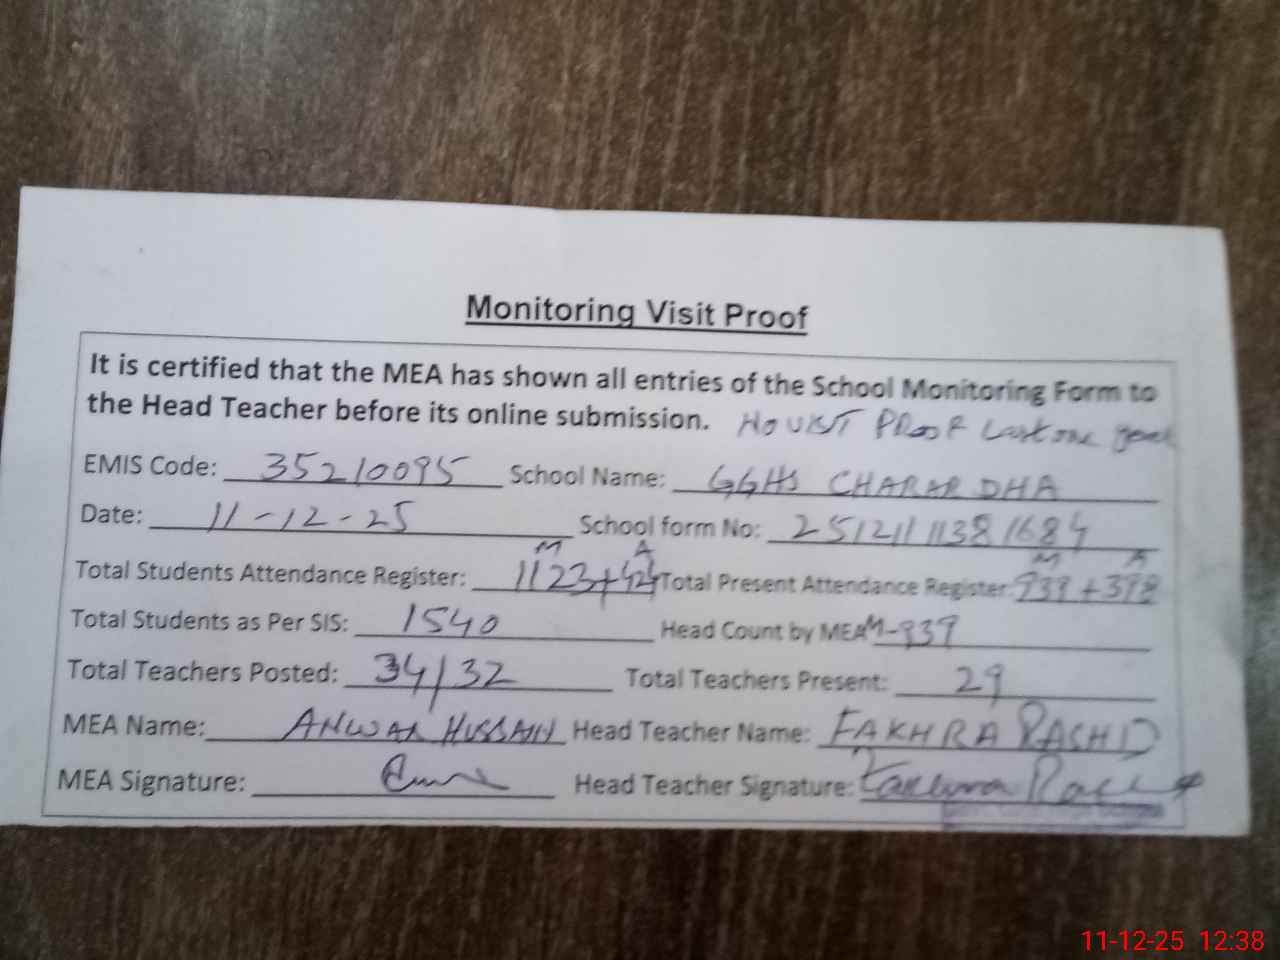 Monitoring Visit Proof
It is certified that the MEA has shown all entries of the School Monitoring Form to
the Head Teacher before its online submission. PROOF Last one
EMIS Code: 35210095 School Name: GGHS CHARAR DHA
Date: 11-12-25 School form No: 25121111381684
M A M A
Total Students Attendance Register: 1123+424 Total Present Attendance Register: 939+398
Total Students as Per SIS: 1540 Head Count by MEA M-939
Total Teachers Posted: 34/32 Total Teachers Present: 29
MEA Name: ANWAR HUSSAIN Head Teacher Name: FAKHRA RASHID
MEA Signature: Head Teacher Signature:
11-12-25 12:38